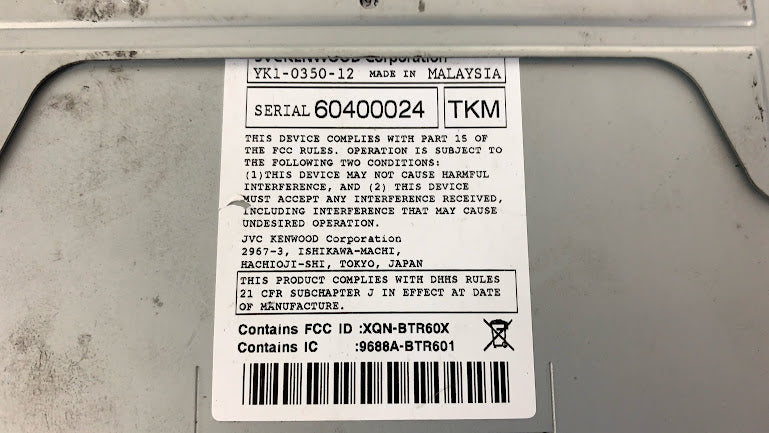 JVCKENWOOD Corporation
YK1-0350-12 MADE IN MALAYSIA
SERIAL 60400024 TKM
THIS DEVICE COMPLIES WITH PART 15 OF
THE FCC RULES. OPERATION IS SUBJECT TO
THE FOLLOWING TWO CONDITIONS:
(1)THIS DEVICE MAY NOT CAUSE HARMFUL
INTERFERENCE, AND (2) THIS DEVICE
MUST ACCEPT ANY INTERFERENCE RECEIVED,
INCLUDING INTERFERENCE THAT MAY CAUSE
UNDESIRED OPERATION.
JVC KENWOOD Corporation
2967-3, ISHIKAWA-MACHI,
HACHIOJI-SHI, TOKYO, JAPAN
THIS PRODUCT COMPLIES WITH DHHS RULES
21 CFR SUBCHAPTER J IN EFFECT AT DATE
OF MANUFACTURE.
Contains FCC ID :XQN-BTR60X
Contains IC :9688A-BTR601